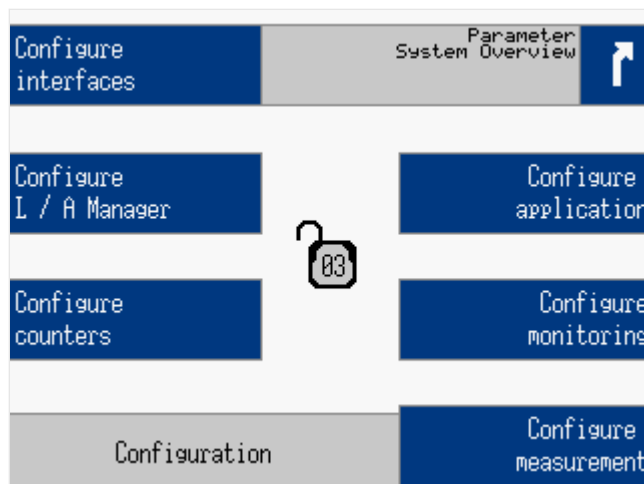 Configure
interfaces
Parameter
System Overview
Configure
L / A Manager
Configure
application
03
Configure
counters
Configure
monitoring
Configuration
Configure
measurement